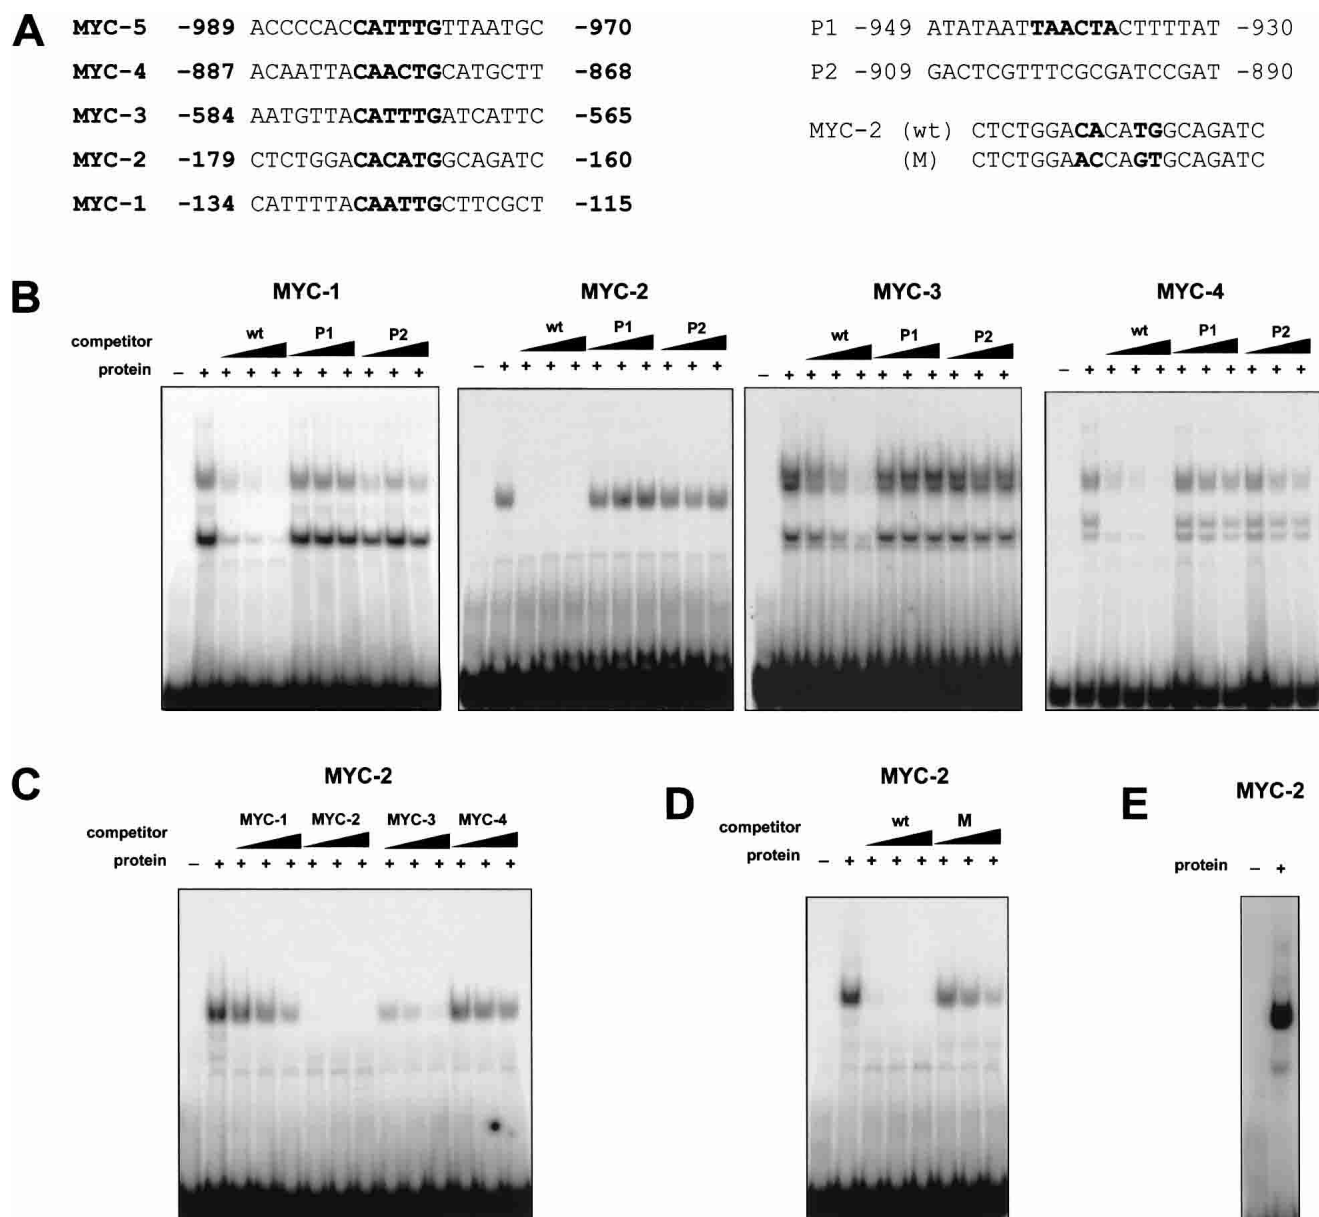 A
MYC-5 -989 ACCCCACCATTTGTTAATGC -970
MYC-4 -887 ACAATTACAACTGCATGCTT -868
MYC-3 -584 AATGTTACATTTGATCATTC -565
MYC-2 -179 CTCTGGACACATGGCAGATC -160
MYC-1 -134 CATTTTACAATTGCTTCGCT -115
P1 -949 ATATAATTAACTACTTTTAT -930
P2 -909 GACTCGTTTCGCGATCCGAT -890
MYC-2 (wt) CTCTGGACACATGGCAGATC
(M) CTCTGGAACCAGTGCAGATC
B
MYC-1
competitor wt P1 P2
protein – + + + + + + + + + +
MYC-2
wt P1 P2
– + + + + + + + + + +
MYC-3
wt P1 P2
– + + + + + + + + + +
MYC-4
wt P1 P2
– + + + + + + + + + +
C
MYC-2
competitor MYC-1 MYC-2 MYC-3 MYC-4
protein – + + + + + + + + + + + + +
D
MYC-2
competitor wt M
protein – + + + + + + +
E
MYC-2
protein – +